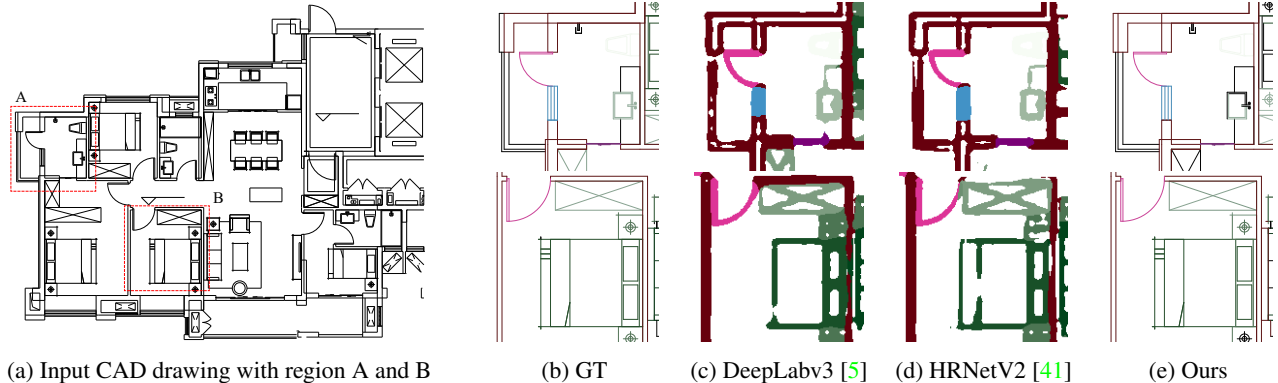 A
B
(a) Input CAD drawing with region A and B
(b) GT
(c) DeepLabv3 [5]
(d) HRNetV2 [41]
(e) Ours